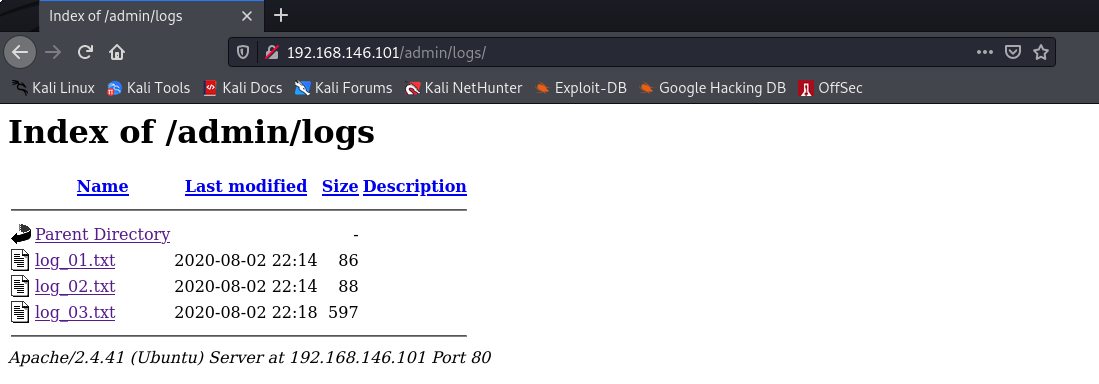 Index of /admin/logs
192.168.146.101/admin/logs/
Kali Linux Kali Tools Kali Docs Kali Forums Kali NetHunter Exploit-DB Google Hacking DB OffSec
Index of /admin/logs
Name Last modified Size Description
Parent Directory -
log_01.txt 2020-08-02 22:14 86
log_02.txt 2020-08-02 22:14 88
log_03.txt 2020-08-02 22:18 597
Apache/2.4.41 (Ubuntu) Server at 192.168.146.101 Port 80